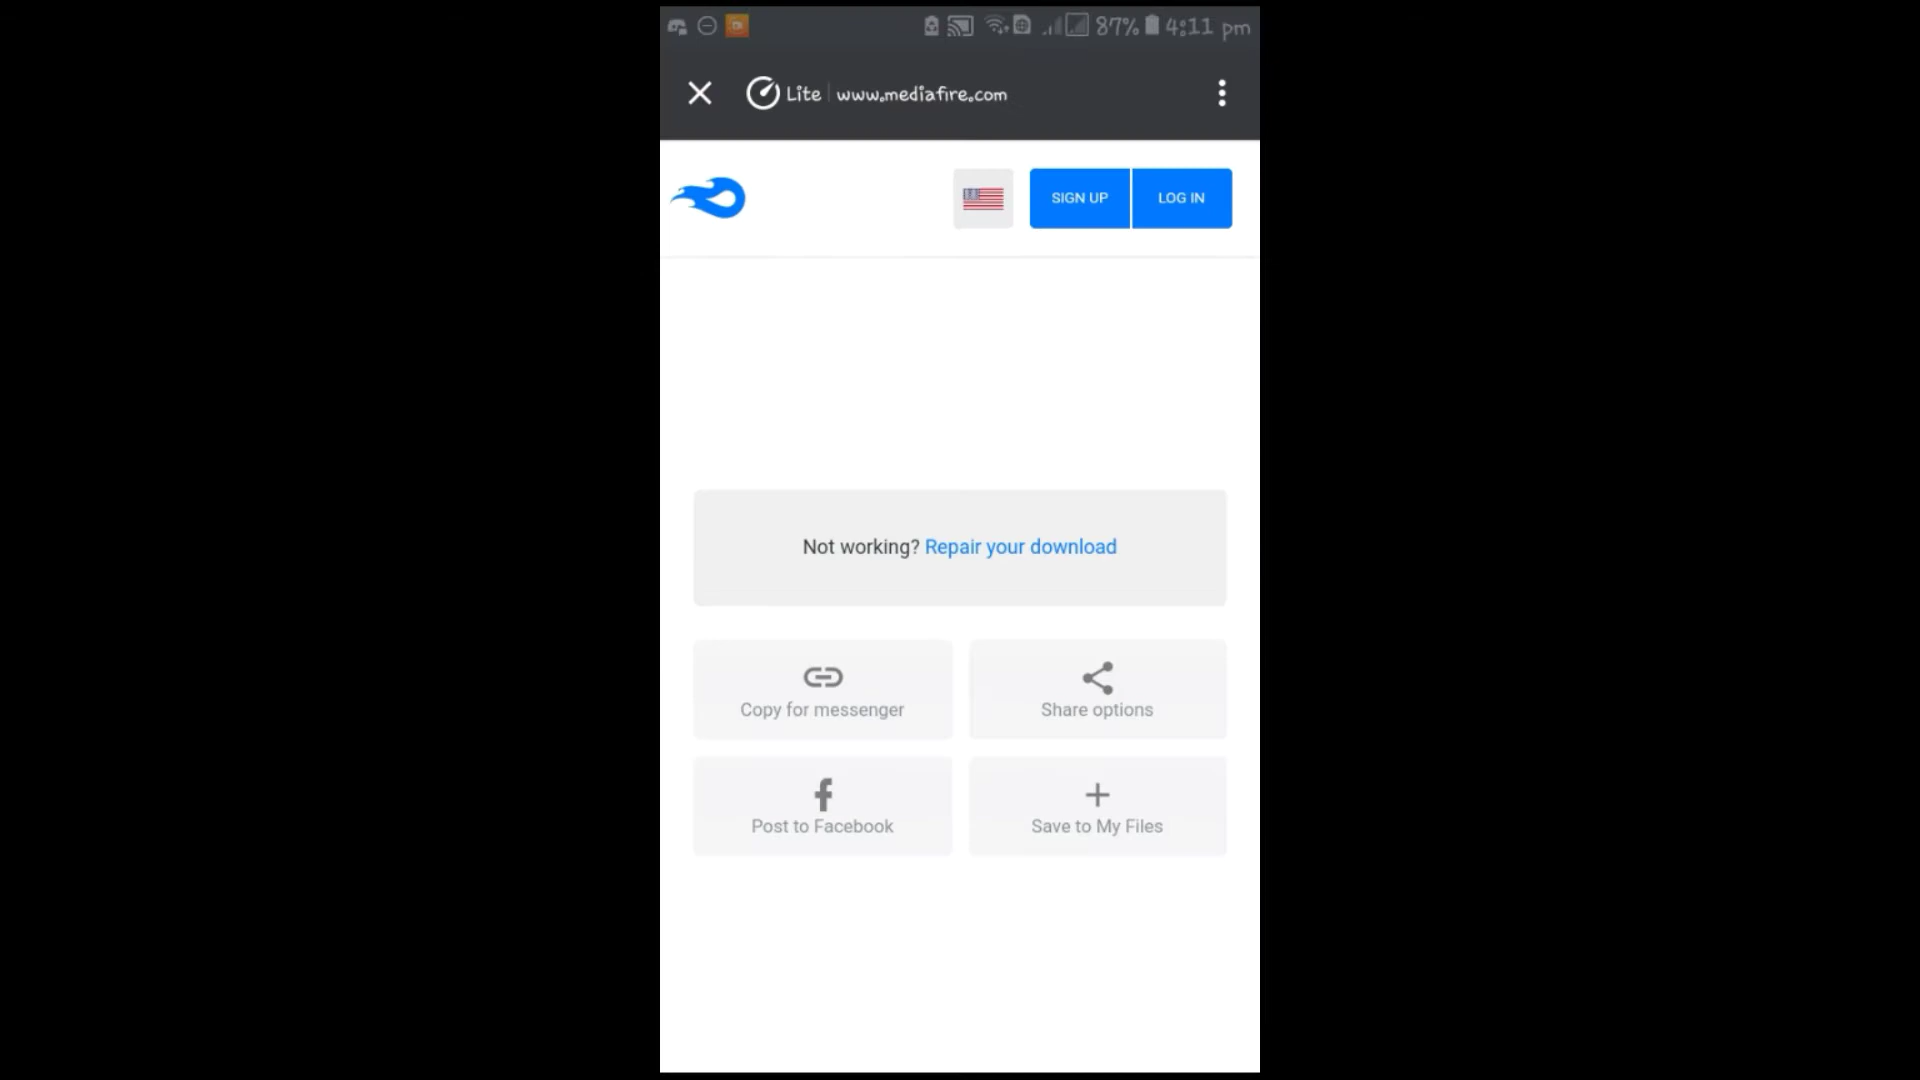 87% 4:11 pm
Lite www.mediafire.com
SIGN UP LOG IN
Not working? Repair your download
Copy for messenger Share options
Post to Facebook Save to My Files